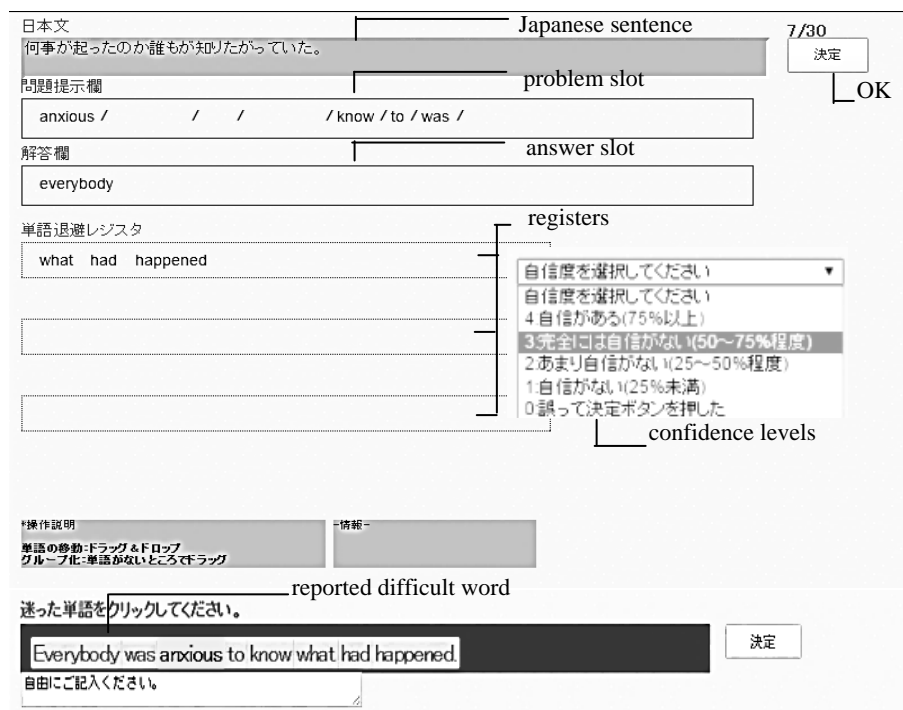 日本文
Japanese sentence
7/30
何事が起ったのか誰もが知りたがっていた。
決定
問題提示欄
problem slot
OK
anxious / / / / know / to / was /
解答欄
answer slot
everybody
単語退避レジスタ
registers
what had happened
自信度を選択してください ▼
自信度を選択してください
4:自信がある(75%以上)
3:完全には自信がない(50～75%程度)
2:あまり自信がない(25～50%程度)
1:自信がない(25%未満)
0:誤って決定ボタンを押した
confidence levels
*操作説明
-情報-
単語の移動:ドラッグ&ドロップ
グループ化:単語がないところでドラッグ
reported difficult word
迷った単語をクリックしてください。
Everybody was anxious to know what had happened.
決定
自由にご記入ください。